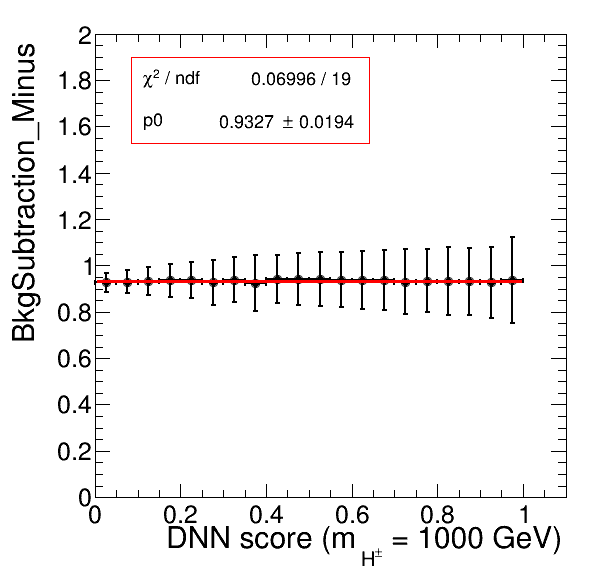 BkgSubtraction_Minus
2
1.8
1.6
1.4
1.2
1
0.8
0.6
0.4
0.2
0
χ² / ndf 0.06996 / 19
p0 0.9327 ± 0.0194
0 0.2 0.4 0.6 0.8 1
DNN score (m_H± = 1000 GeV)